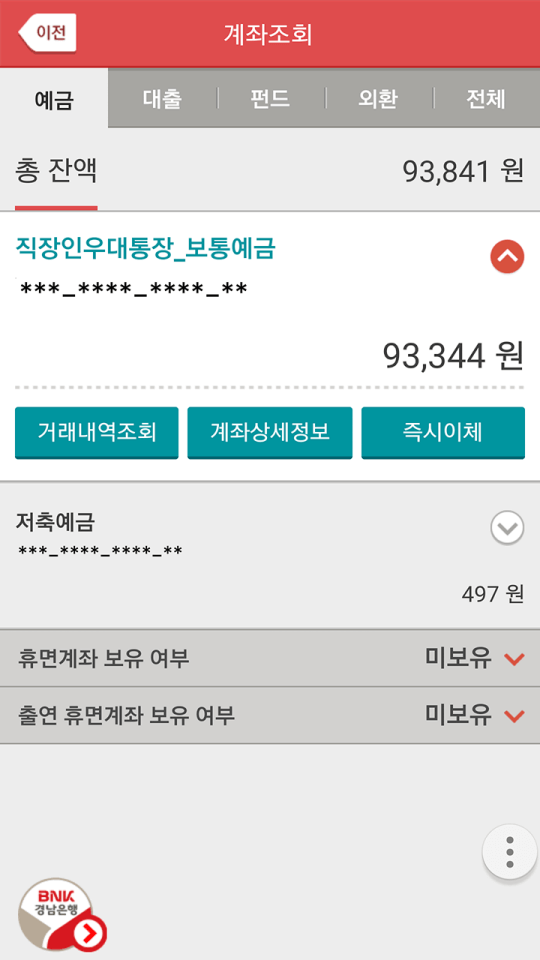 이전
계좌조회
예금 대출 펀드 외환 전체
총 잔액 93,841 원
직장인우대통장_보통예금
***-****-****-**
93,344 원
거래내역조회 계좌상세정보 즉시이체
저축예금
***-****-****-**
497 원
휴면계좌 보유 여부 미보유
출연 휴면계좌 보유 여부 미보유
BNK
경남은행